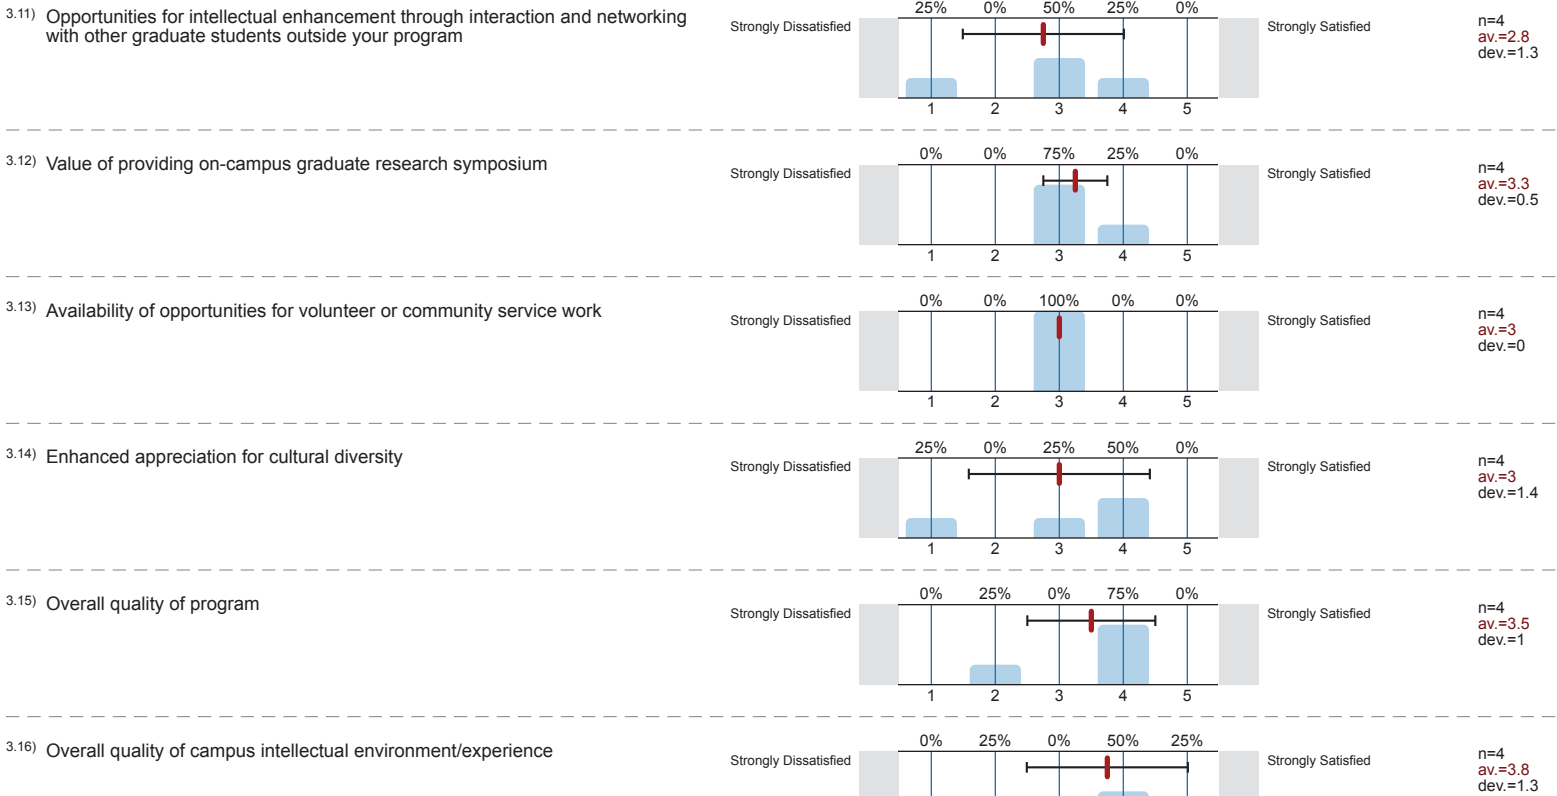 3.11) Opportunities for intellectual enhancement through interaction and networking
with other graduate students outside your program
25% 0% 50% 25% 0%
Strongly Dissatisfied
Strongly Satisfied
n=4
av.=2.8
dev.=1.3
1 2 3 4 5
3.12) Value of providing on-campus graduate research symposium
0% 0% 75% 25% 0%
Strongly Dissatisfied
Strongly Satisfied
n=4
av.=3.3
dev.=0.5
1 2 3 4 5
3.13) Availability of opportunities for volunteer or community service work
0% 0% 100% 0% 0%
Strongly Dissatisfied
Strongly Satisfied
n=4
av.=3
dev.=0
1 2 3 4 5
3.14) Enhanced appreciation for cultural diversity
25% 0% 25% 50% 0%
Strongly Dissatisfied
Strongly Satisfied
n=4
av.=3
dev.=1.4
1 2 3 4 5
3.15) Overall quality of program
0% 25% 0% 75% 0%
Strongly Dissatisfied
Strongly Satisfied
n=4
av.=3.5
dev.=1
1 2 3 4 5
3.16) Overall quality of campus intellectual environment/experience
0% 25% 0% 50% 25%
Strongly Dissatisfied
Strongly Satisfied
n=4
av.=3.8
dev.=1.3